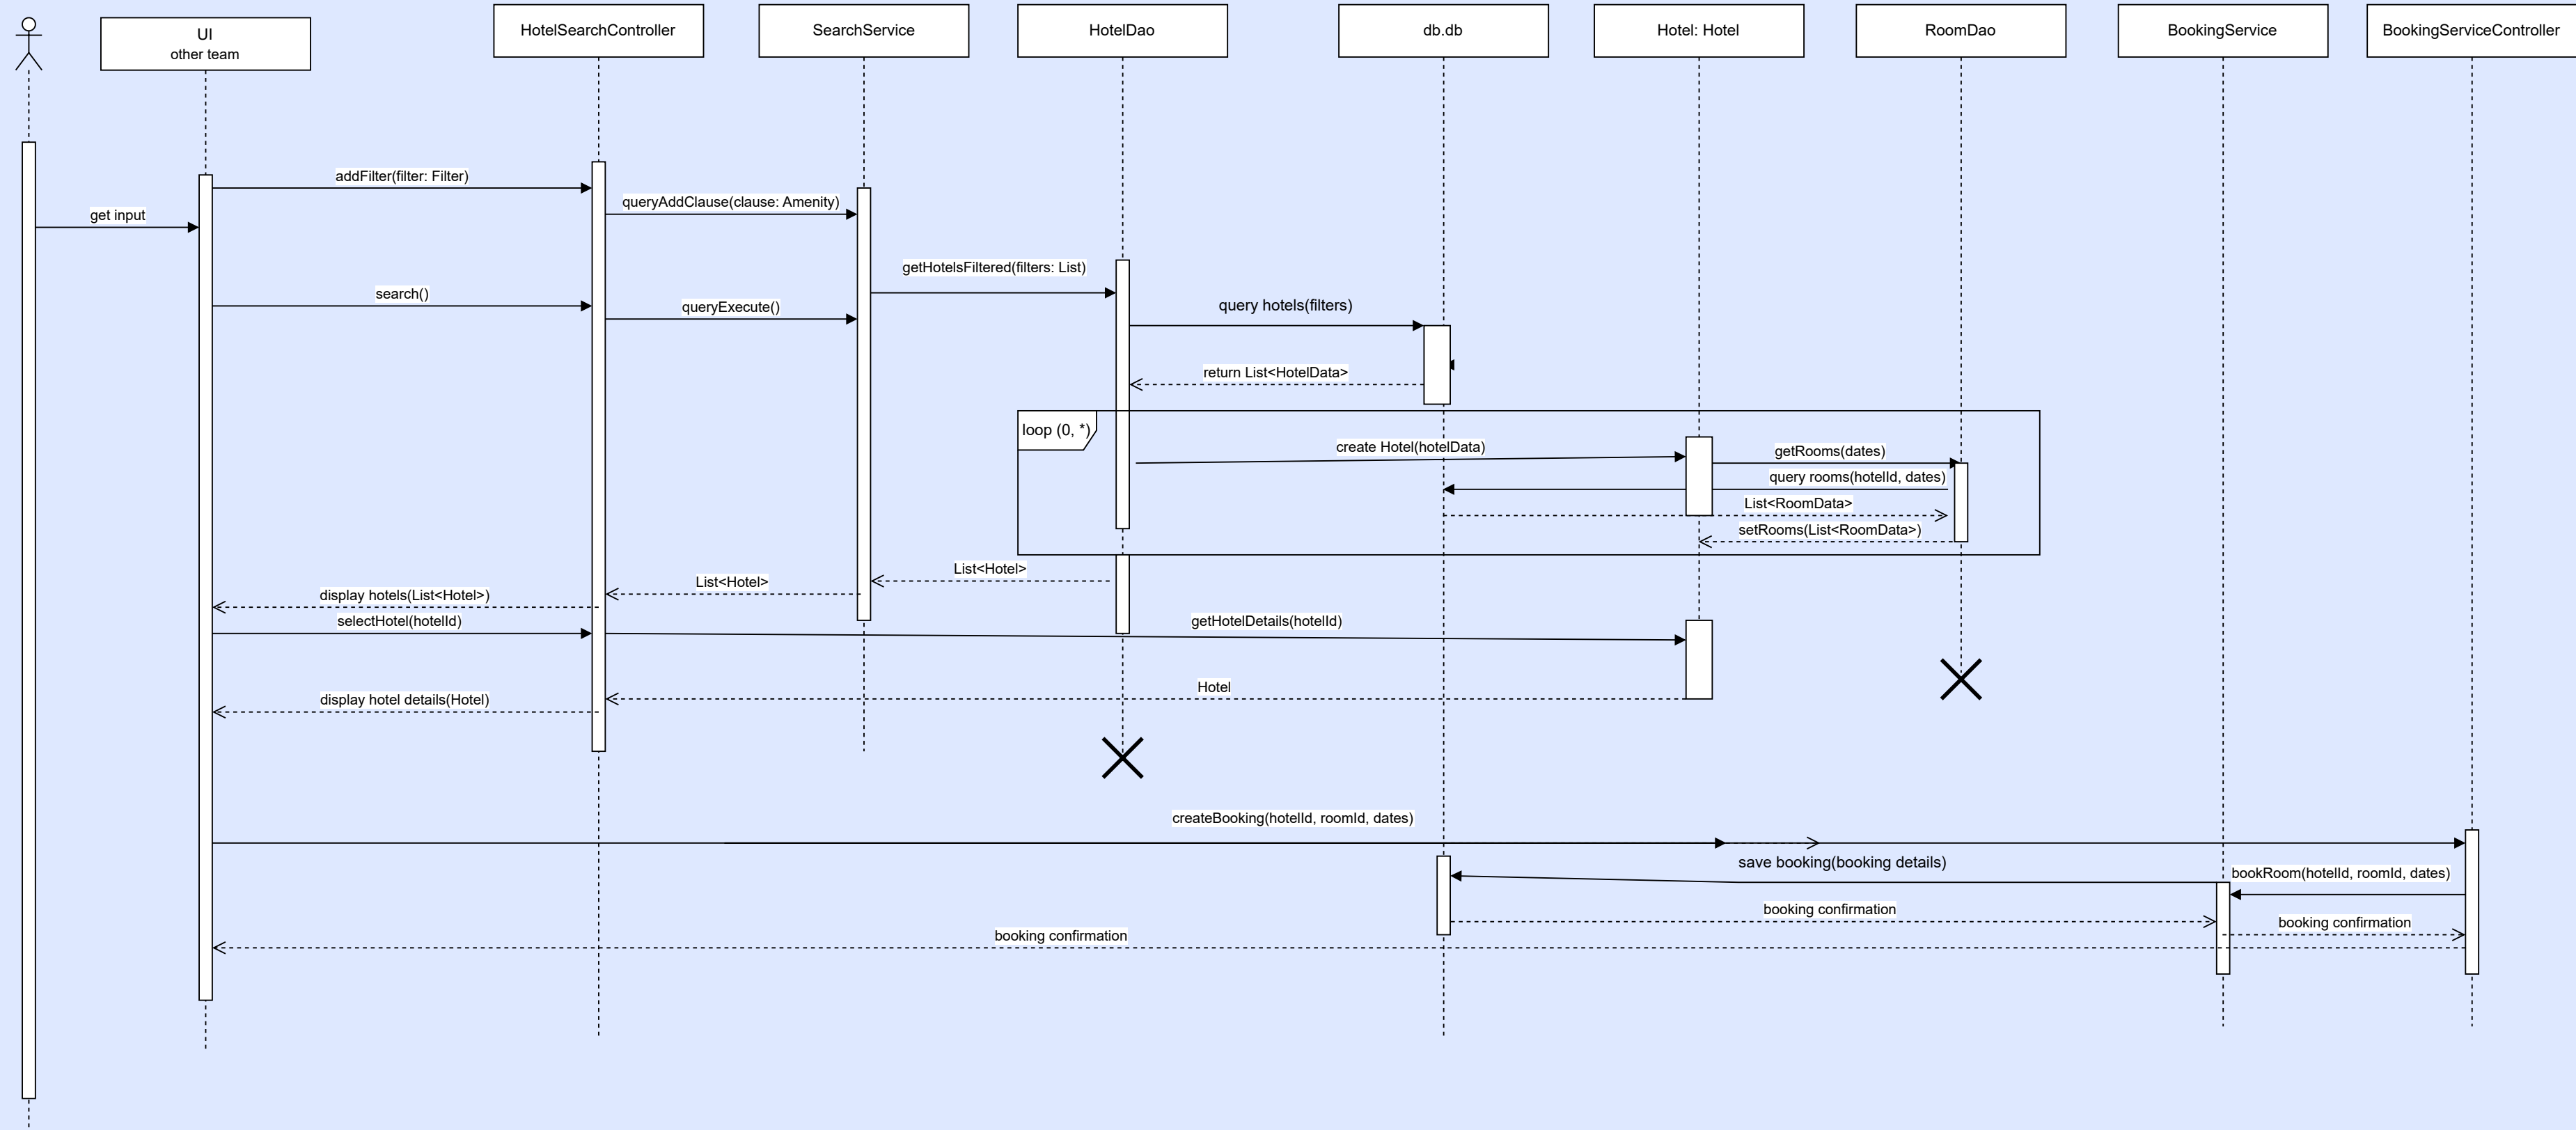 UI
other team
HotelSearchController
SearchService
HotelDao
db.db
Hotel: Hotel
RoomDao
BookingService
BookingServiceController
addFilter(filter: Filter)
queryAddClause(clause: Amenity)
get input
getHotelsFiltered(filters: List)
search()
queryExecute()
query hotels(filters)
return List<HotelData>
loop (0, *)
create Hotel(hotelData)
getRooms(dates)
query rooms(hotelId, dates)
List<RoomData>
setRooms(List<RoomData>)
List<Hotel>
List<Hotel>
display hotels(List<Hotel>)
selectHotel(hotelId)
getHotelDetails(hotelId)
Hotel
display hotel details(Hotel)
createBooking(hotelId, roomId, dates)
save booking(booking details)
bookRoom(hotelId, roomId, dates)
booking confirmation
booking confirmation
booking confirmation